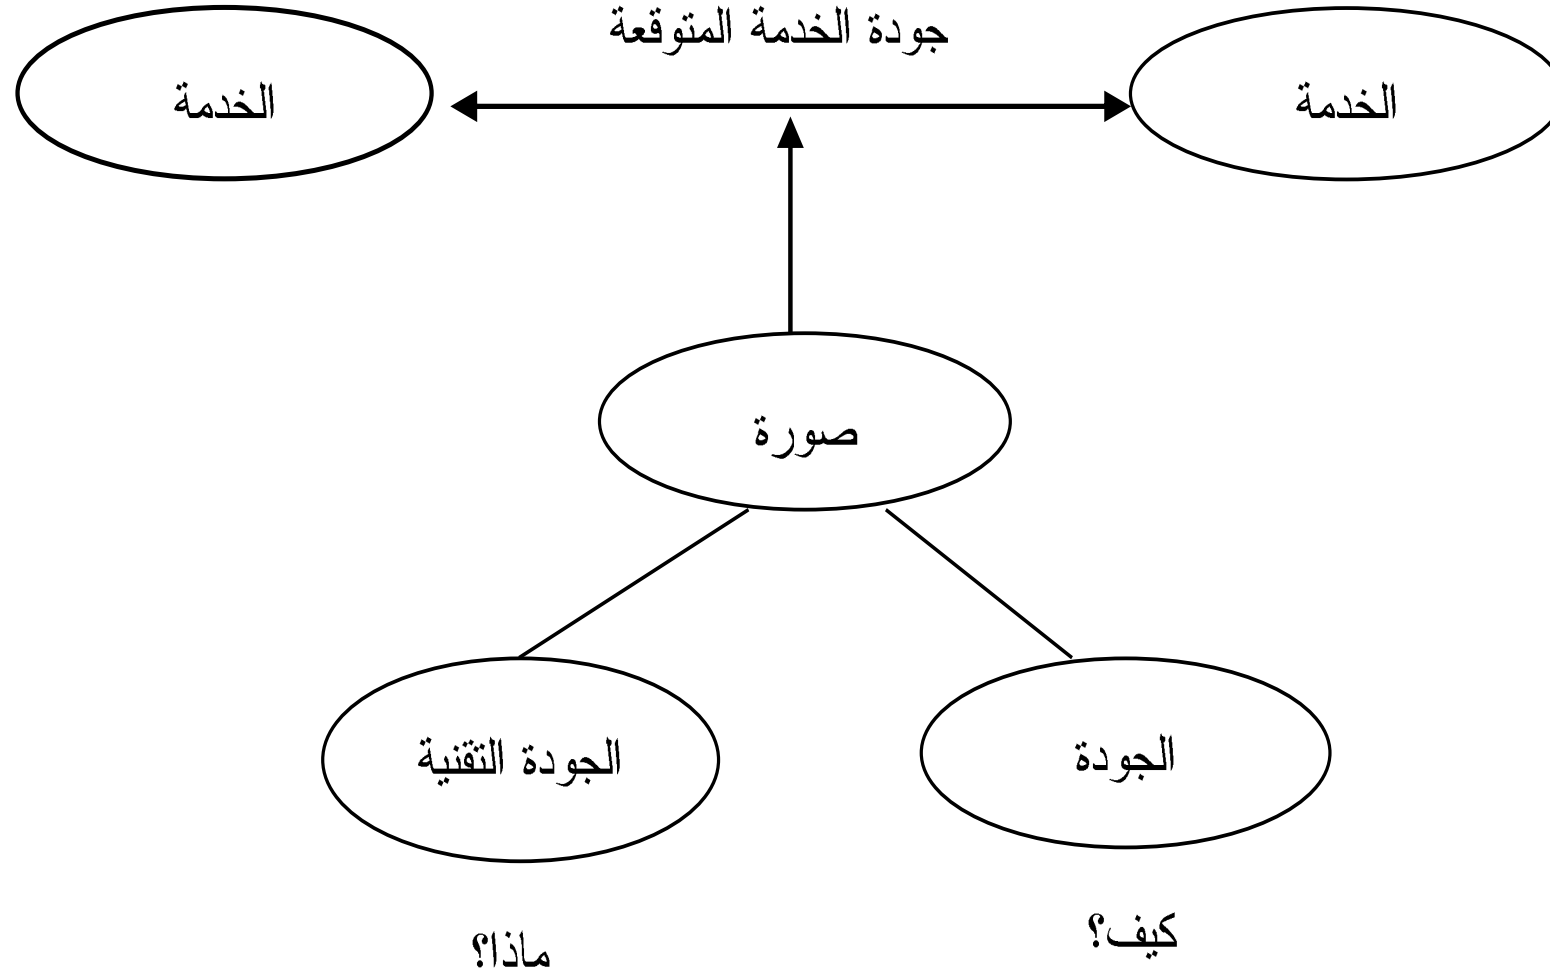 جودة الخدمة المتوقعة
الخدمة
الخدمة
صورة
الجودة
الجودة التقنية
كيف؟
ماذا؟